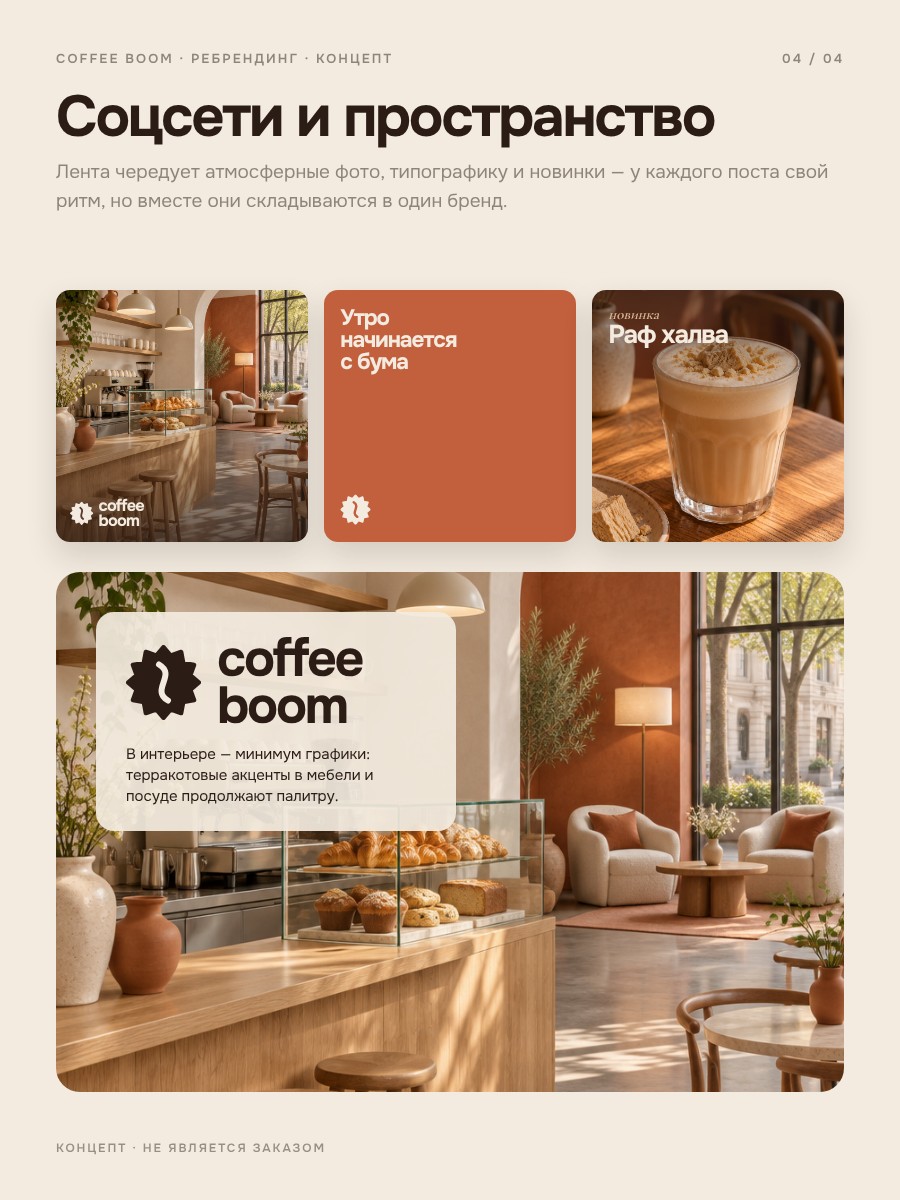 COFFEE BOOM · РЕБРЕНДИНГ · КОНЦЕПТ
04 / 04
Соцсети и пространство
Лента чередует атмосферные фото, типографику и новинки — у каждого поста свой
ритм, но вместе они складываются в один бренд.
coffee
boom
Утро
начинается
с бума
новинка
Раф халва
coffee
boom
В интерьере — минимум графики:
терракотовые акценты в мебели и
посуде продолжают палитру.
КОНЦЕПТ · НЕ ЯВЛЯЕТСЯ ЗАКАЗОМ